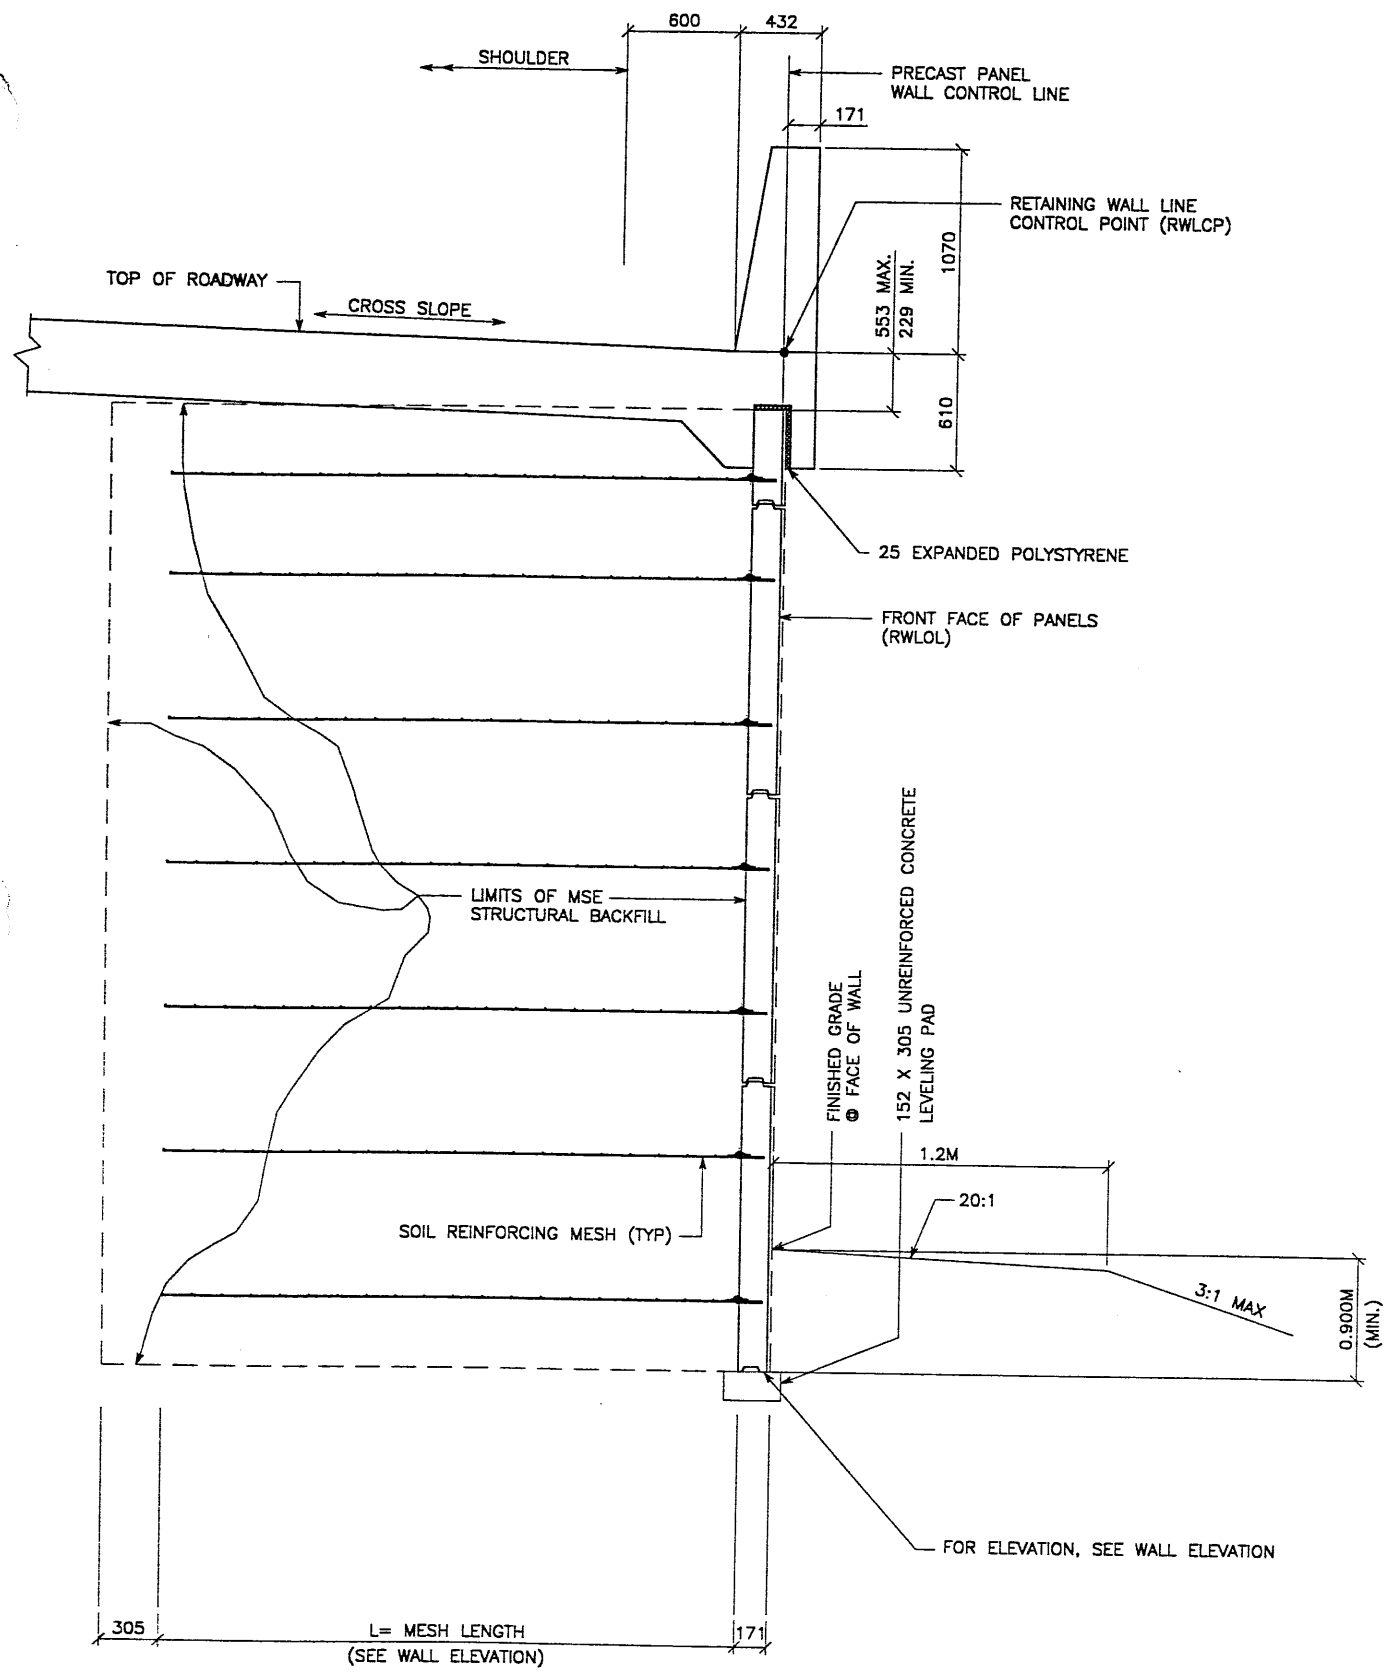 600
432
SHOULDER
PRECAST PANEL
WALL CONTROL LINE
171
RETAINING WALL LINE
CONTROL POINT (RWLCP)
1070
553 MAX.
229 MIN.
TOP OF ROADWAY
CROSS SLOPE
610
25 EXPANDED POLYSTYRENE
FRONT FACE OF PANELS
(RWLOL)
LIMITS OF MSE
STRUCTURAL BACKFILL
FINISHED GRADE
@ FACE OF WALL
152 X 305 UNREINFORCED CONCRETE
LEVELING PAD
1.2M
20:1
SOIL REINFORCING MESH (TYP)
3:1 MAX
0.900M
(MIN.)
FOR ELEVATION, SEE WALL ELEVATION
305
L= MESH LENGTH
(SEE WALL ELEVATION)
171